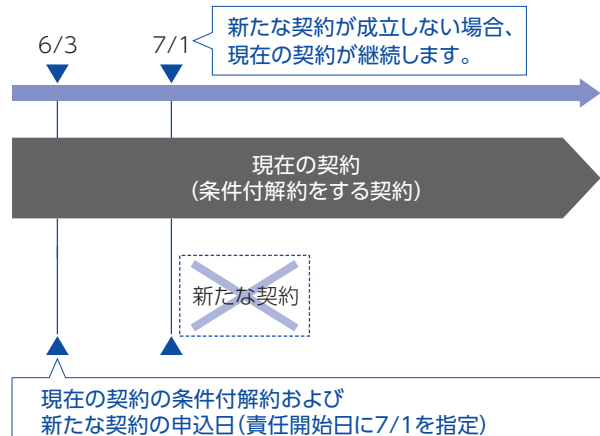 新たな契約が成立しない場合、
現在の契約が継続します。
6/3
7/1
現在の契約
(条件付解約をする契約)
新たな契約
現在の契約の条件付解約および
新たな契約の申込日(責任開始日に7/1を指定)